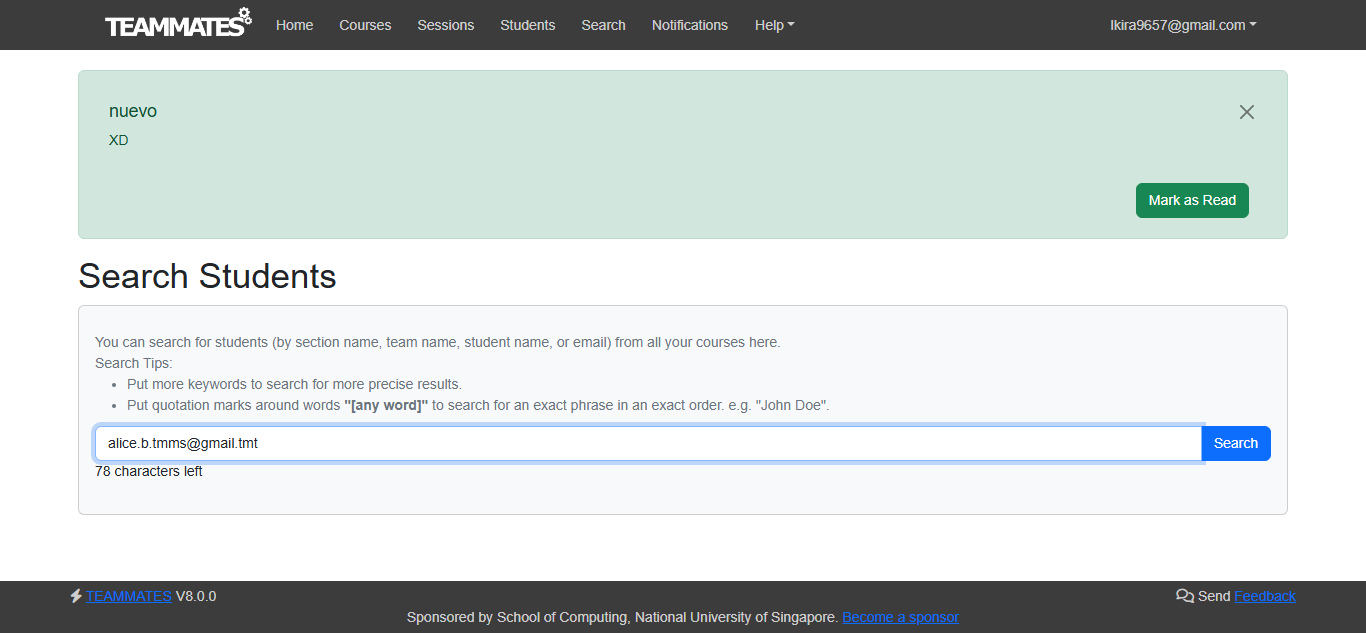 TEAMMATES Home Courses Sessions Students Search Notifications Help lkira9657@gmail.com
nuevo
XD
Mark as Read
Search Students
You can search for students (by section name, team name, student name, or email) from all your courses here.
Search Tips:
• Put more keywords to search for more precise results.
• Put quotation marks around words "[any word]" to search for an exact phrase in an exact order. e.g. "John Doe".
alice.b.tmms@gmail.tmt Search
78 characters left
TEAMMATES V8.0.0 Send Feedback
Sponsored by School of Computing, National University of Singapore. Become a sponsor